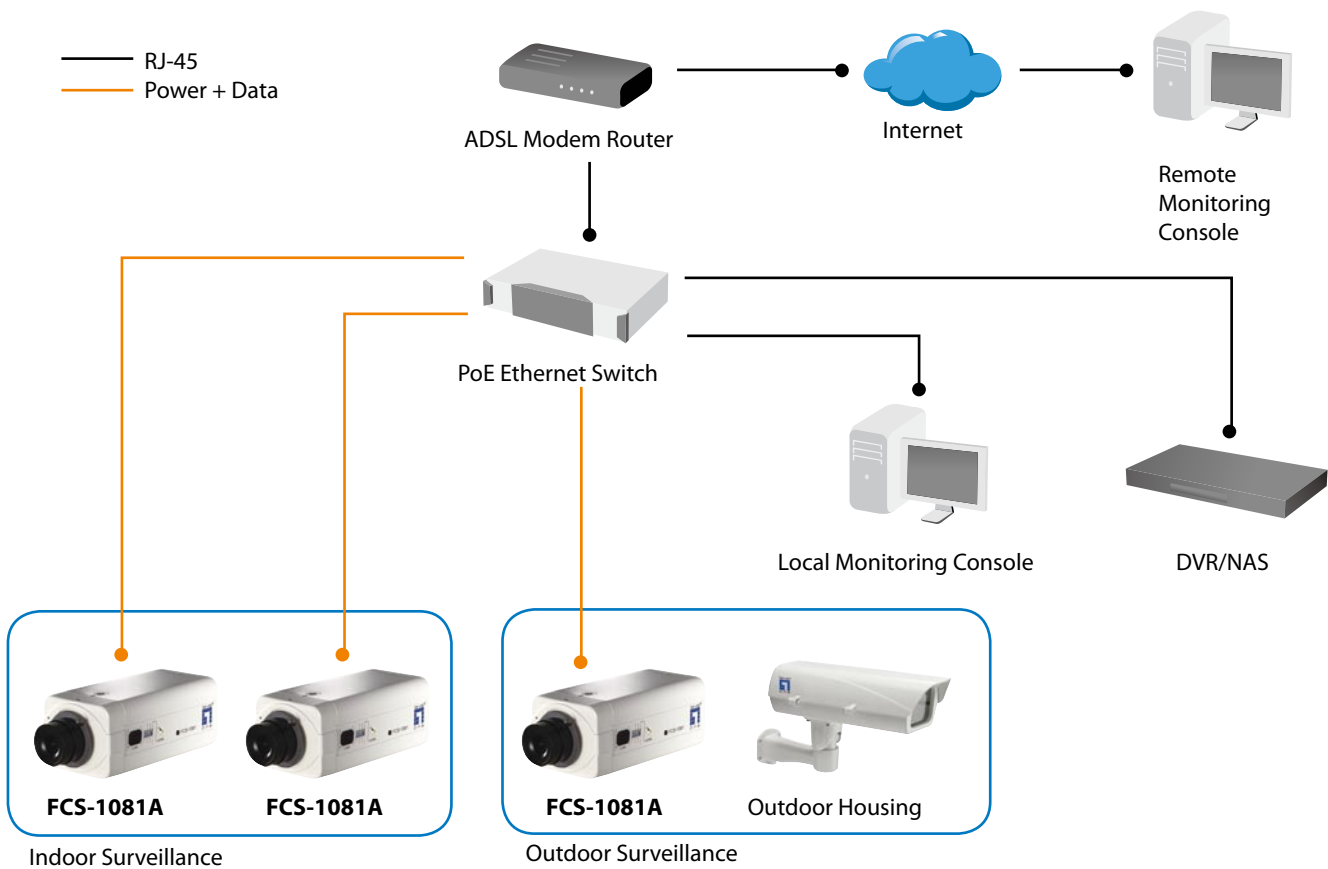 RJ-45
Power + Data
ADSL Modem Router
Internet
Remote
Monitoring
Console
PoE Ethernet Switch
Local Monitoring Console
DVR/NAS
FCS-1081A
FCS-1081A
FCS-1081A
Outdoor Housing
Indoor Surveillance
Outdoor Surveillance